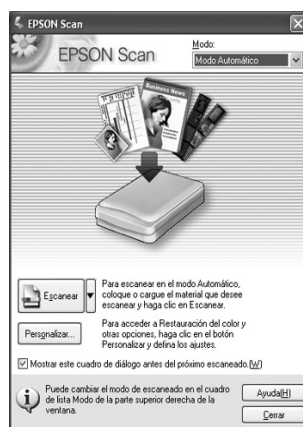 EPSON Scan
EPSON Scan
Modo:
Modo Automático
Business News
Escanear
Para escanear en el modo Automático,
coloque o cargue el material que desee
escanear y haga clic en Escanear.
Personalizar...
Para acceder a Restauración del color y
otras opciones, haga clic en el botón
Personalizar y defina los ajustes.
Mostrar este cuadro de diálogo antes del próximo escaneado.(W)
Puede cambiar el modo de escaneado en el cuadro
de lista Modo de la parte superior derecha de la
ventana.
Ayuda(H)
Cerrar